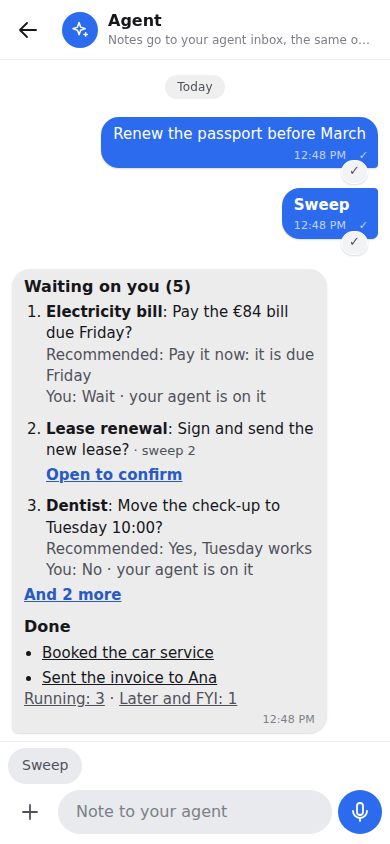 Agent
Notes go to your agent inbox, the same o...
Today
Renew the passport before March
12:48 PM ✓
✓
Sweep
12:48 PM ✓
✓
Waiting on you (5)
1. Electricity bill: Pay the €84 bill
due Friday?
Recommended: Pay it now: it is due
Friday
You: Wait · your agent is on it
2. Lease renewal: Sign and send the
new lease? · sweep 2
Open to confirm
3. Dentist: Move the check-up to
Tuesday 10:00?
Recommended: Yes, Tuesday works
You: No · your agent is on it
And 2 more
Done
• Booked the car service
• Sent the invoice to Ana
Running: 3 · Later and FYI: 1
12:48 PM
Sweep
Note to your agent